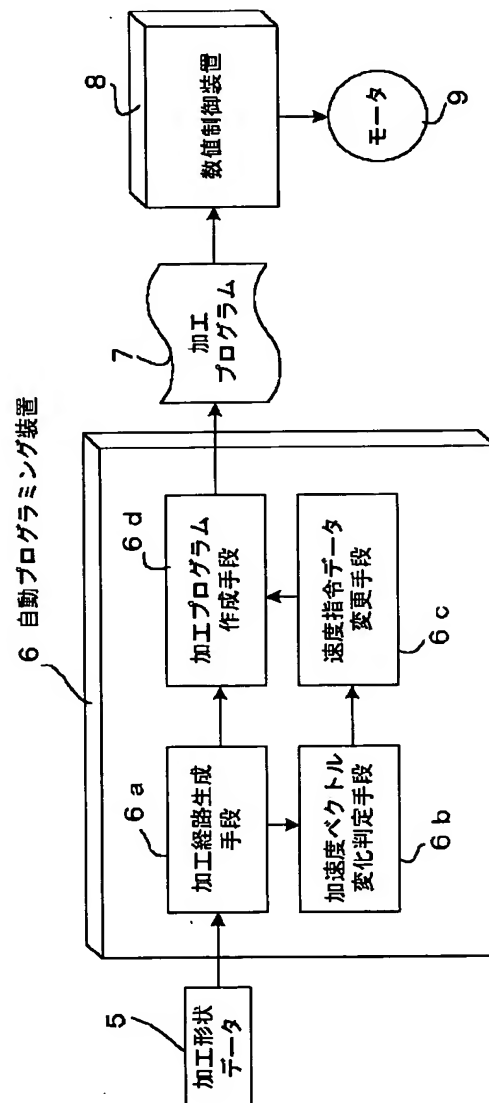 5
加工形状
データ
6 自動プログラミング装置
6a
加工経路生成
手段
6b
加速度ベクトル
変化判定手段
6c
速度指令データ
変更手段
6d
加工プログラム
作成手段
7
加工
プログラム
8
数値制御装置
モータ
9